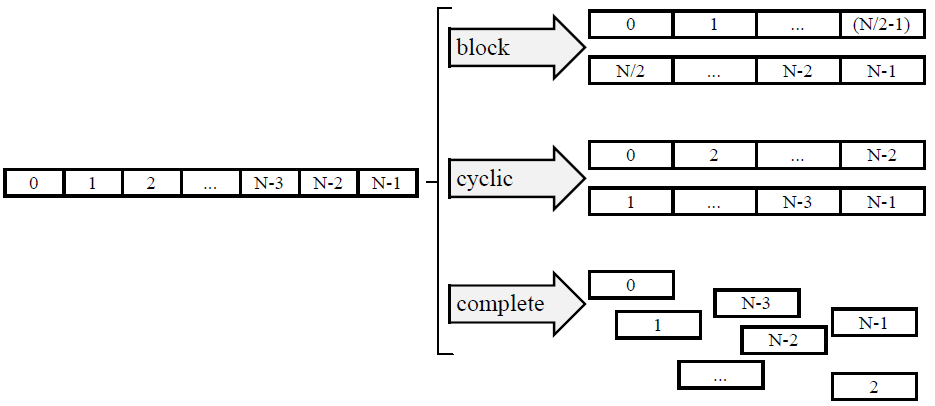 0 1 2 ... N-3 N-2 N-1
block
0 1 ... (N/2-1)
N/2 ... N-2 N-1
cyclic
0 2 ... N-2
1 ... N-3 N-1
complete
0
N-3
1
N-1
N-2
...
2